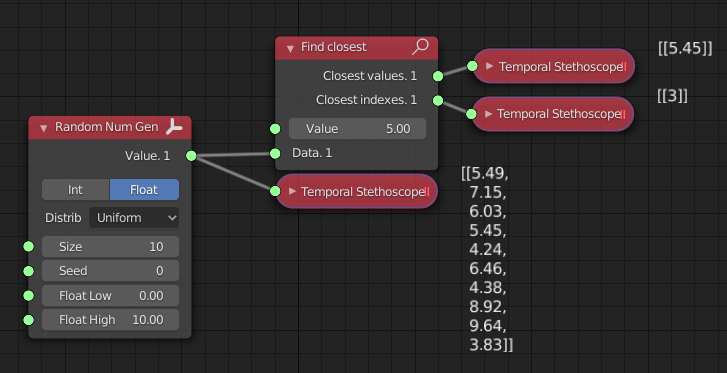 Find closest
Closest values. 1
Closest indexes. 1
Value 5.00
Data. 1
Temporal Stethoscope
[[5.45]]
Temporal Stethoscope
[[3]]
Random Num Gen
Value. 1
Int Float
Distrib Uniform
Size 10
Seed 0
Float Low 0.00
Float High 10.00
Temporal Stethoscope
[[5.49,
7.15,
6.03,
5.45,
4.24,
6.46,
4.38,
8.92,
9.64,
3.83]]